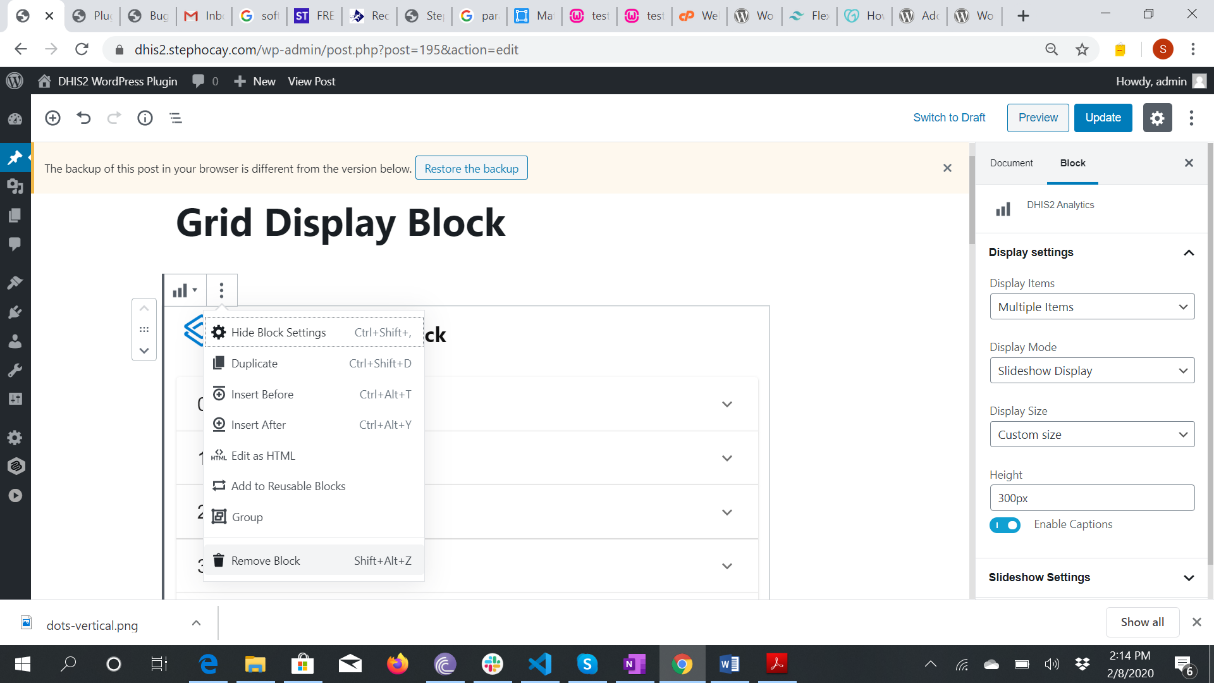 Plu
Bug
Inb
sof
FRE
Rec
Ste
par
Ma
test
test
We
Wo
Fle
Ho
Ad
Wo
dhis2.stephocay.com/wp-admin/post.php?post=195&action=edit
S
DHIS2 WordPress Plugin
0
New
View Post
Howdy, admin
Switch to Draft
Preview
Update
The backup of this post in your browser is different from the version below.
Restore the backup
Document
Block
DHIS2 Analytics
Grid Display Block
Display settings
Display Items
Multiple Items
Display Mode
Slideshow Display
Display Size
Custom size
Height
300px
Enable Captions
Slideshow Settings
ck
Hide Block Settings Ctrl+Shift+,
Duplicate Ctrl+Shift+D
Insert Before Ctrl+Alt+T
Insert After Ctrl+Alt+Y
HTML Edit as HTML
Add to Reusable Blocks
Group
Remove Block Shift+Alt+Z
dots-vertical.png
Show all
2:14 PM
2/8/2020
6